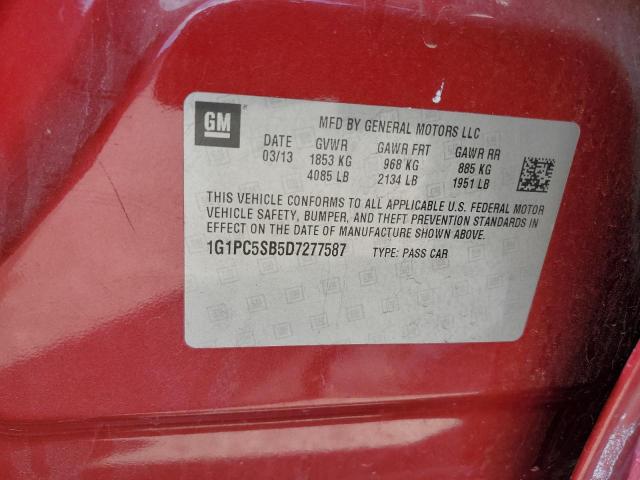 GM
MFD BY GENERAL MOTORS LLC
DATE GVWR GAWR FRT GAWR RR
03/13 1853 KG 968 KG 885 KG
4085 LB 2134 LB 1951 LB
THIS VEHICLE CONFORMS TO ALL APPLICABLE U.S. FEDERAL MOTOR
VEHICLE SAFETY, BUMPER, AND THEFT PREVENTION STANDARDS IN
EFFECT ON THE DATE OF MANUFACTURE SHOWN ABOVE.
1G1PC5SB5D7277587 TYPE: PASS CAR